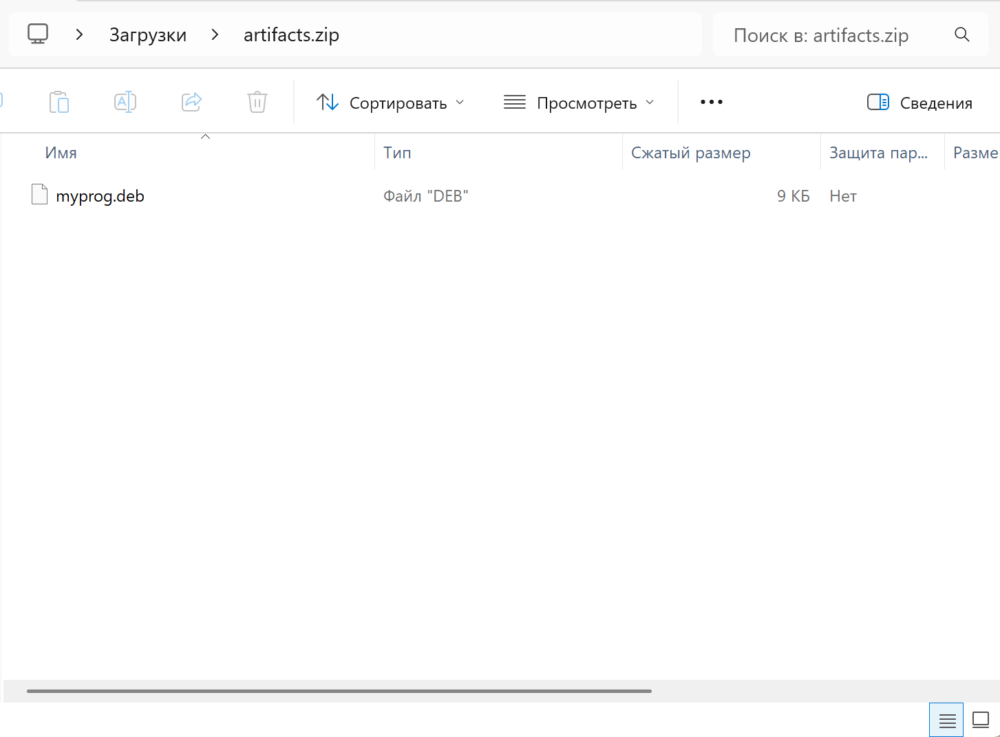 Загрузки artifacts.zip Поиск в: artifacts.zip
Сортировать Просмотреть Сведения
Имя Тип Сжатый размер Защита пар... Разме
myprog.deb Файл "DEB" 9 КБ Нет